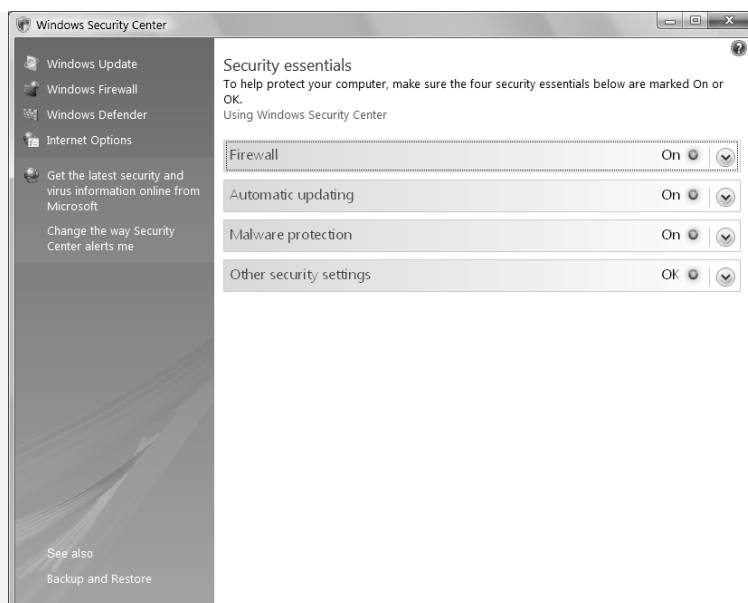 Windows Security Center
Windows Update
Windows Firewall
Windows Defender
Internet Options
Get the latest security and
virus information online from
Microsoft
Change the way Security
Center alerts me
See also
Backup and Restore
Security essentials
To help protect your computer, make sure the four security essentials below are marked On or
OK.
Using Windows Security Center
Firewall On
Automatic updating On
Malware protection On
Other security settings OK